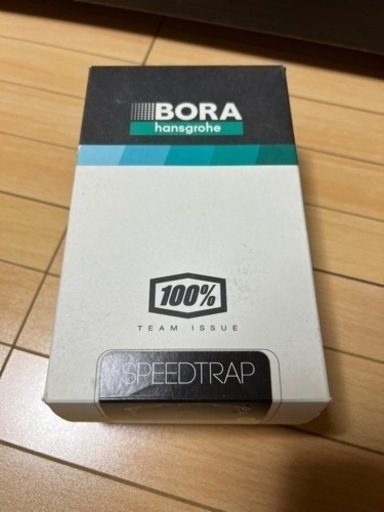 BORA
hansgrohe
100%
TEAM ISSUE
SPEEDTRAP